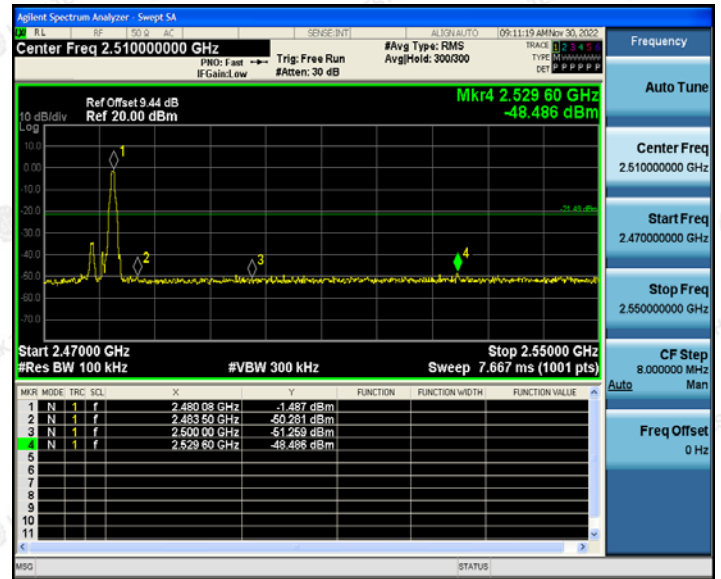 Agilent Spectrum Analyzer - Swept SA
RL RF 50 Ω AC SENSE:INT ALIGNAUTO 09:11:19 AMNov 30, 2022
Center Freq 2.510000000 GHz
PNO: Fast
IFGain:Low
Trig: Free Run
#Atten: 30 dB
#Avg Type: RMS
Avg|Hold: 300/300
TRACE 1 2 3 4 5 6
TYPE M
DET P P P P P P
Frequency
Mkr4 2.529 60 GHz
-48.486 dBm
Ref Offset 9.44 dB
Ref 20.00 dBm
10 dB/div
Log
10.0
0.00
-10.0
-20.0
-30.0
-40.0
-50.0
-60.0
-70.0
1
2
3
4
-21.49 dBm
Start 2.47000 GHz
Stop 2.55000 GHz
#Res BW 100 kHz
#VBW 300 kHz
Sweep 7.667 ms (1001 pts)
MKR MODE TRC SCL X Y FUNCTION FUNCTION WIDTH FUNCTION VALUE
1 N 1 f 2.480 08 GHz -1.487 dBm
2 N 1 f 2.483 50 GHz -50.281 dBm
3 N 1 f 2.500 00 GHz -51.259 dBm
4 N 1 f 2.529 60 GHz -48.486 dBm
5
6
7
8
9
10
11
MSG
STATUS
Auto Tune
Center Freq
2.510000000 GHz
Start Freq
2.470000000 GHz
Stop Freq
2.550000000 GHz
CF Step
8.000000 MHz
Auto Man
Freq Offset
0 Hz